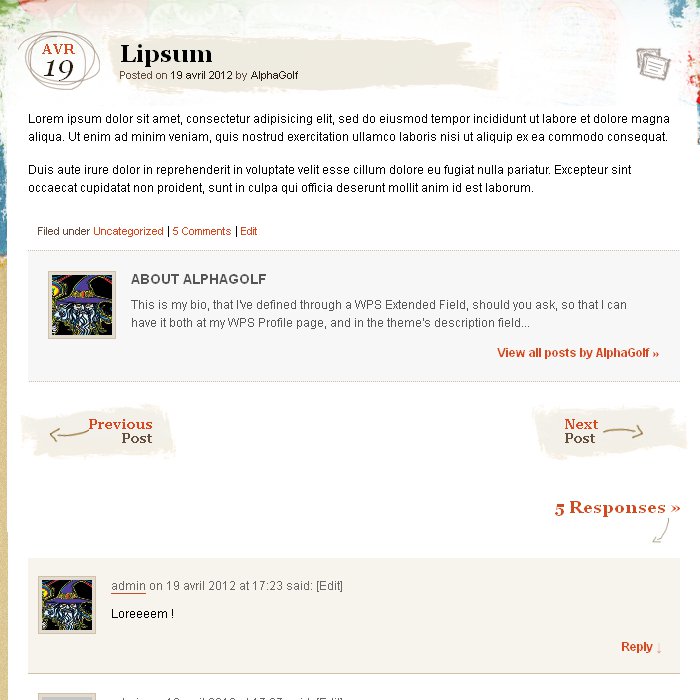 AVR
19
Lipsum
Posted on 19 avril 2012 by AlphaGolf
Lorem ipsum dolor sit amet, consectetur adipisicing elit, sed do eiusmod tempor incididunt ut labore et dolore magna
aliqua. Ut enim ad minim veniam, quis nostrud exercitation ullamco laboris nisi ut aliquip ex ea commodo consequat.
Duis aute irure dolor in reprehenderit in voluptate velit esse cillum dolore eu fugiat nulla pariatur. Excepteur sint
occaecat cupidatat non proident, sunt in culpa qui officia deserunt mollit anim id est laborum.
Filed under Uncategorized | 5 Comments | Edit
ABOUT ALPHAGOLF
This is my bio, that I've defined through a WPS Extended Field, should you ask, so that I can
have it both at my WPS Profile page, and in the theme's description field...
View all posts by AlphaGolf »
Previous
Post
Next
Post
5 Responses »
admin on 19 avril 2012 at 17:23 said: [Edit]
Loreeeem !
Reply ↓